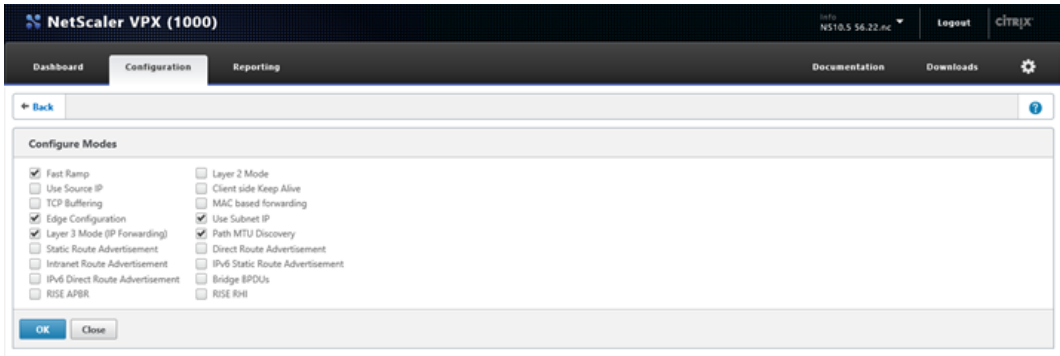 NetScaler VPX (1000)
Info
NS10.5 56.22.nc
Logout
CITRIX
Dashboard
Configuration
Reporting
Documentation
Downloads
Back
Configure Modes
Fast Ramp
Layer 2 Mode
Use Source IP
Client side Keep Alive
TCP Buffering
MAC based forwarding
Edge Configuration
Use Subnet IP
Layer 3 Mode (IP Forwarding)
Path MTU Discovery
Static Route Advertisement
Direct Route Advertisement
Intranet Route Advertisement
IPv6 Static Route Advertisement
IPv6 Direct Route Advertisement
Bridge BPDUs
RISE APBR
RISE RHI
OK
Close